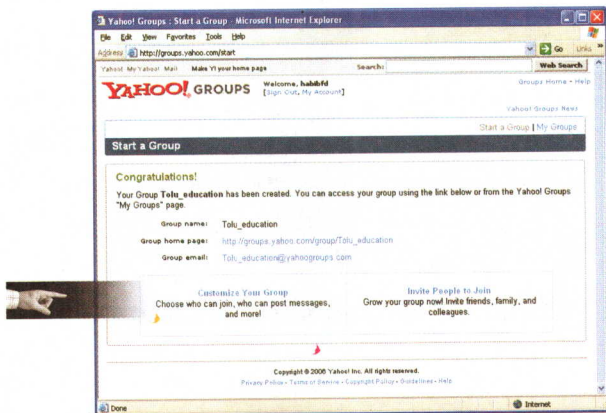 Yahoo! Groups : Start a Group - Microsoft Internet Explorer
File Edit View Favorites Tools Help
Address http://groups.yahoo.com/start Go Links »
Yahoo! My Yahoo! Mail Make Y! your home page Search: Web Search
YAHOO! GROUPS Welcome, habibfd Groups Home - Help
[Sign Out, My Account]
Yahoo! Groups News
Start a Group | My Groups
Start a Group
Congratulations!
Your Group Tolu_education has been created. You can access your group using the link below or from the Yahoo! Groups
"My Groups" page.
Group name: Tolu_education
Group home page: http://groups.yahoo.com/group/Tolu_education
Group email: Tolu_education@yahoogroups.com
Customize Your Group Invite People to Join
Choose who can join, who can post messages, Grow your group now! Invite friends, family, and
and more! colleagues.
Copyright © 2006 Yahoo! Inc. All rights reserved.
Privacy Policy - Terms of Service - Copyright Policy - Guidelines - Help
Done Internet